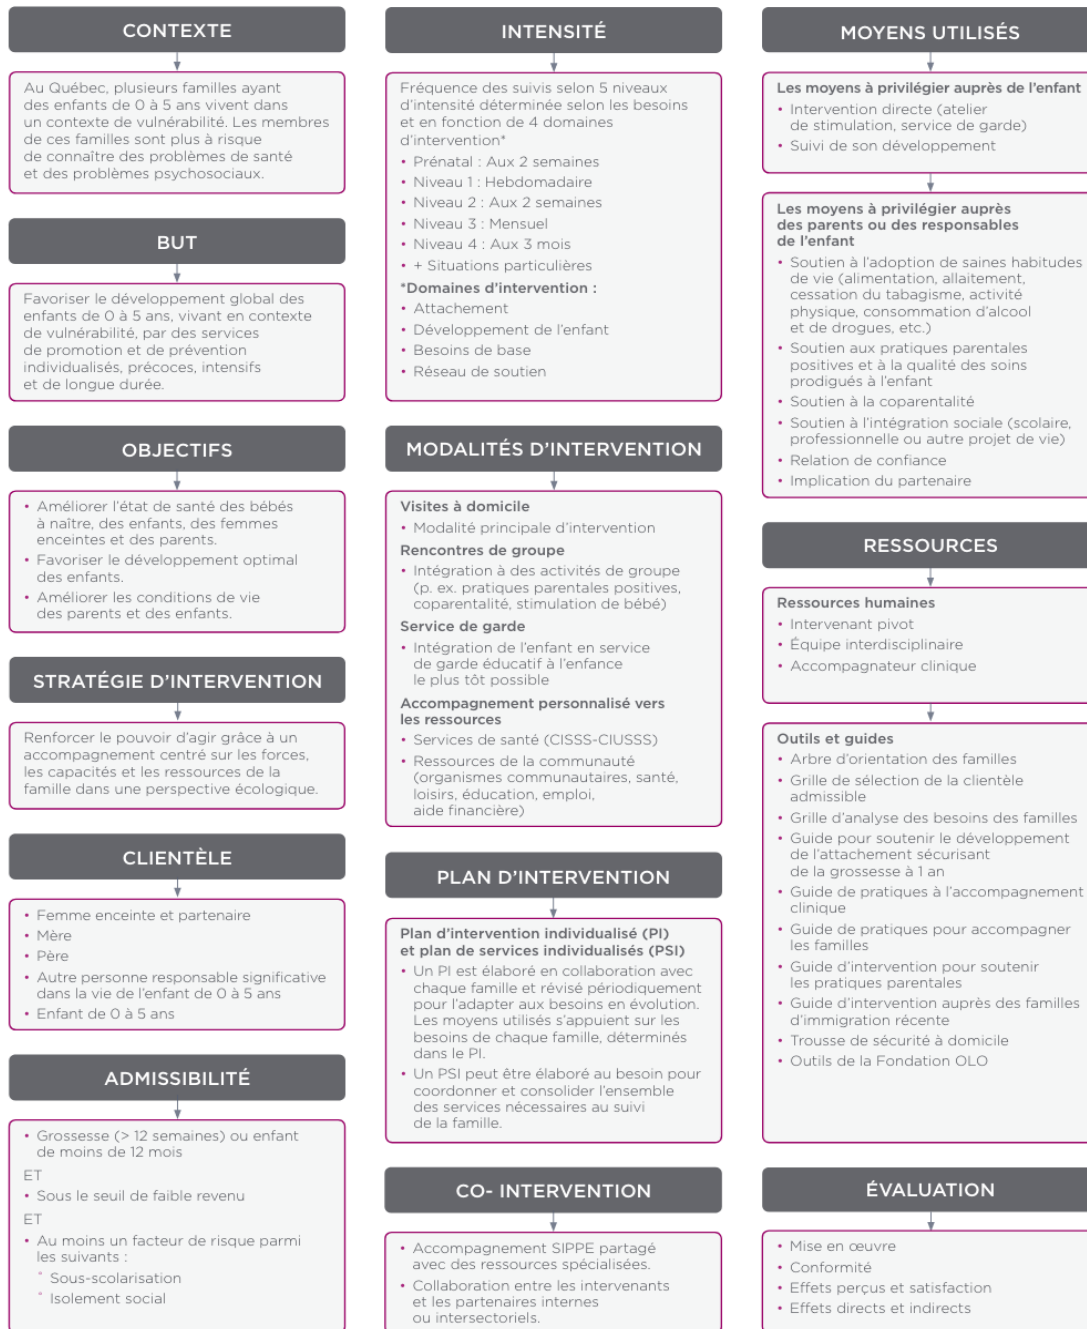 CONTEXTE
Au Québec, plusieurs familles ayant
des enfants de 0 à 5 ans vivent dans
un contexte de vulnérabilité. Les membres
de ces familles sont plus à risque
de connaître des problèmes de santé
et des problèmes psychosociaux.
BUT
Favoriser le développement global des
enfants de 0 à 5 ans, vivant en contexte
de vulnérabilité, par des services
de promotion et de prévention
individualisés, précoces, intensifs
et de longue durée.
OBJECTIFS
• Améliorer l'état de santé des bébés
à naître, des enfants, des femmes
enceintes et des parents.
• Favoriser le développement optimal
des enfants.
• Améliorer les conditions de vie
des parents et des enfants.
STRATÉGIE D'INTERVENTION
Renforcer le pouvoir d'agir grâce à un
accompagnement centré sur les forces,
les capacités et les ressources de la
famille dans une perspective écologique.
CLIENTÈLE
• Femme enceinte et partenaire
• Mère
• Père
• Autre personne responsable significative
dans la vie de l'enfant de 0 à 5 ans
• Enfant de 0 à 5 ans
ADMISSIBILITÉ
• Grossesse (> 12 semaines) ou enfant
de moins de 12 mois
ET
• Sous le seuil de faible revenu
ET
• Au moins un facteur de risque parmi
les suivants :
° Sous-scolarisation
° Isolement social
INTENSITÉ
Fréquence des suivis selon 5 niveaux
d'intensité déterminée selon les besoins
et en fonction de 4 domaines
d'intervention*
• Prénatal : Aux 2 semaines
• Niveau 1 : Hebdomadaire
• Niveau 2 : Aux 2 semaines
• Niveau 3 : Mensuel
• Niveau 4 : Aux 3 mois
• + Situations particulières
*Domaines d'intervention :
• Attachement
• Développement de l'enfant
• Besoins de base
• Réseau de soutien
MODALITÉS D'INTERVENTION
Visites à domicile
• Modalité principale d'intervention
Rencontres de groupe
• Intégration à des activités de groupe
(p. ex. pratiques parentales positives,
coparentalité, stimulation de bébé)
Service de garde
• Intégration de l'enfant en service
de garde éducatif à l'enfance
le plus tôt possible
Accompagnement personnalisé vers
les ressources
• Services de santé (CISSS-CIUSSS)
• Ressources de la communauté
(organismes communautaires, santé,
loisirs, éducation, emploi,
aide financière)
PLAN D'INTERVENTION
Plan d'intervention individualisé (PI)
et plan de services individualisés (PSI)
• Un PI est élaboré en collaboration avec
chaque famille et révisé périodiquement
pour l'adapter aux besoins en évolution.
Les moyens utilisés s'appuient sur les
besoins de chaque famille, déterminés
dans le PI.
• Un PSI peut être élaboré au besoin pour
coordonner et consolider l'ensemble
des services nécessaires au suivi
de la famille.
CO- INTERVENTION
• Accompagnement SIPPE partagé
avec des ressources spécialisées.
• Collaboration entre les intervenants
et les partenaires internes
ou intersectoriels.
MOYENS UTILISÉS
Les moyens à privilégier auprès de l'enfant
• Intervention directe (atelier
de stimulation, service de garde)
• Suivi de son développement
Les moyens à privilégier auprès
des parents ou des responsables
de l'enfant
• Soutien à l'adoption de saines habitudes
de vie (alimentation, allaitement,
cessation du tabagisme, activité
physique, consommation d'alcool
et de drogues, etc.)
• Soutien aux pratiques parentales
positives et à la qualité des soins
prodigués à l'enfant
• Soutien à la coparentalité
• Soutien à l'intégration sociale (scolaire,
professionnelle ou autre projet de vie)
• Relation de confiance
• Implication du partenaire
RESSOURCES
Ressources humaines
• Intervenant pivot
• Équipe interdisciplinaire
• Accompagnateur clinique
Outils et guides
• Arbre d'orientation des familles
• Grille de sélection de la clientèle
admissible
• Grille d'analyse des besoins des familles
• Guide pour soutenir le développement
de l'attachement sécurisant
de la grossesse à 1 an
• Guide de pratiques à l'accompagnement
clinique
• Guide de pratiques pour accompagner
les familles
• Guide d'intervention pour soutenir
les pratiques parentales
• Guide d'intervention auprès des familles
d'immigration récente
• Trousse de sécurité à domicile
• Outils de la Fondation OLO
ÉVALUATION
• Mise en œuvre
• Conformité
• Effets perçus et satisfaction
• Effets directs et indirects